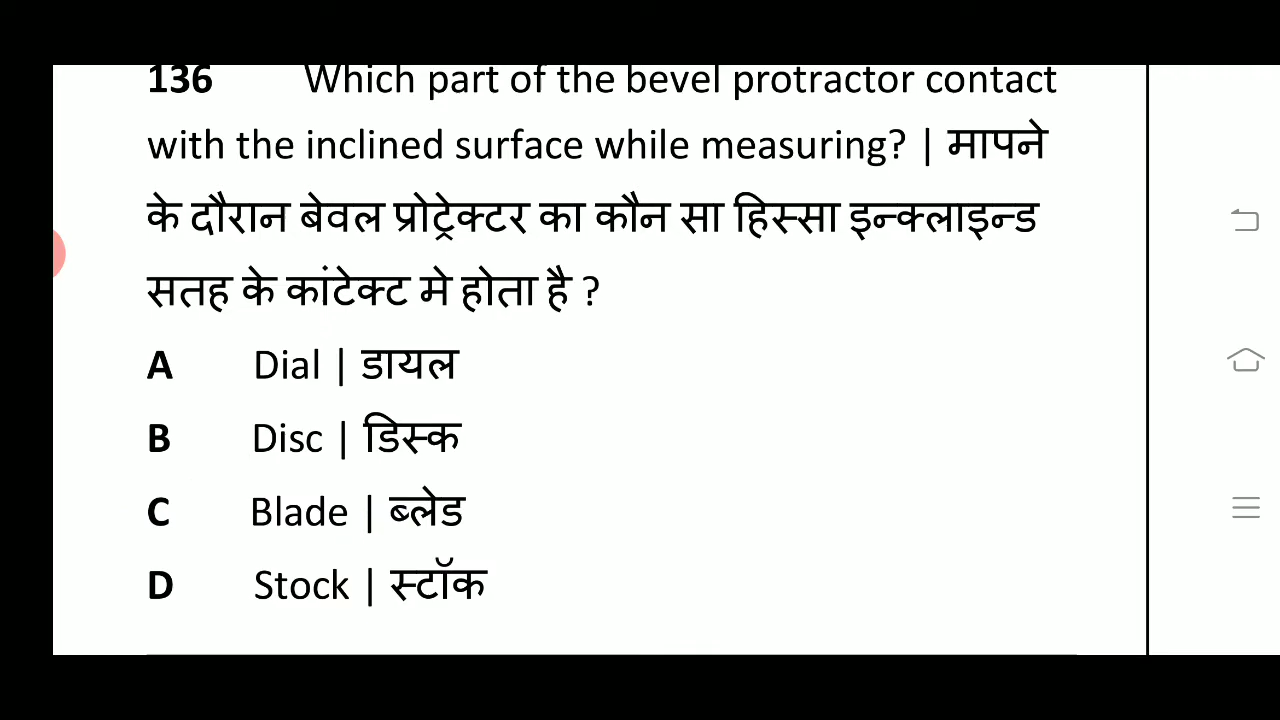 136 Which part of the bevel protractor contact
with the inclined surface while measuring? | मापने
के दौरान बेवल प्रोट्रेक्टर का कौन सा हिस्सा इन्क्लाइन्ड
सतह के कांटेक्ट मे होता है ?
A Dial | डायल
B Disc | डिस्क
C Blade | ब्लेड
D Stock | स्टॉक